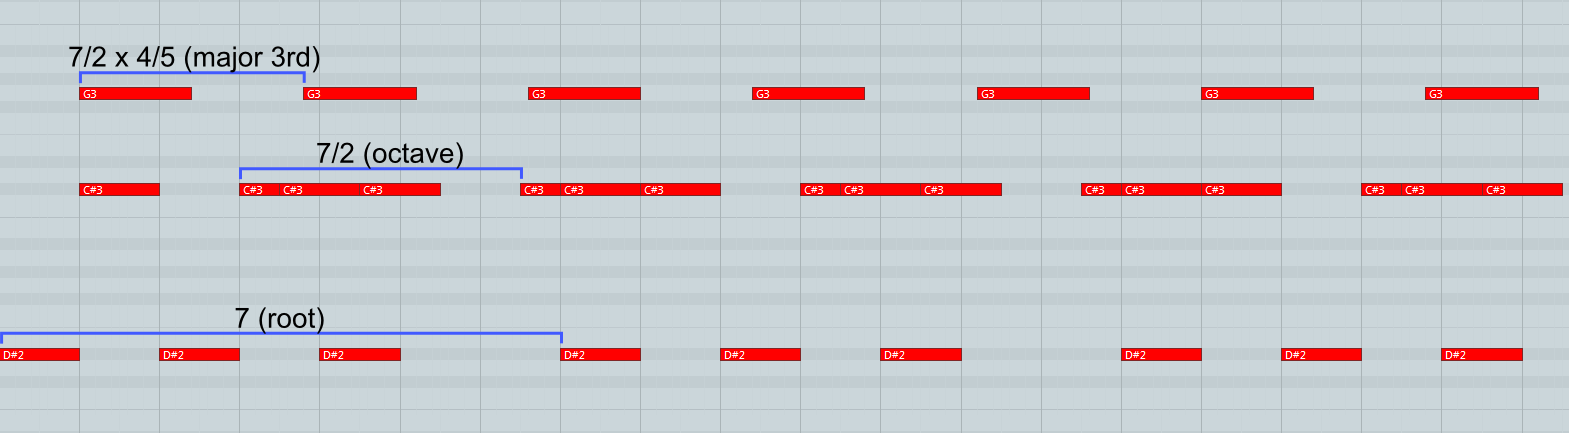 7/2 x 4/5 (major 3rd)
G3 G3 G3 G3 G3 G3 G3
7/2 (octave)
C#3 C#3 C#3 C#3 C#3 C#3 C#3 C#3 C#3 C#3 C#3 C#3 C#3 C#3 C#3 C#3
7 (root)
D#2 D#2 D#2 D#2 D#2 D#2 D#2 D#2 D#2